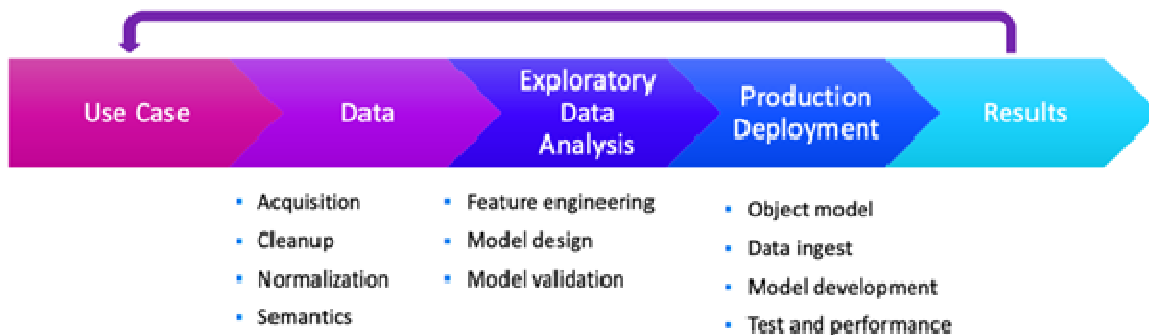 Use Case
Data
Exploratory
Data
Analysis
Production
Deployment
Results
• Acquisition
• Cleanup
• Normalization
• Semantics
• Feature engineering
• Model design
• Model validation
• Object model
• Data ingest
• Model development
• Test and performance